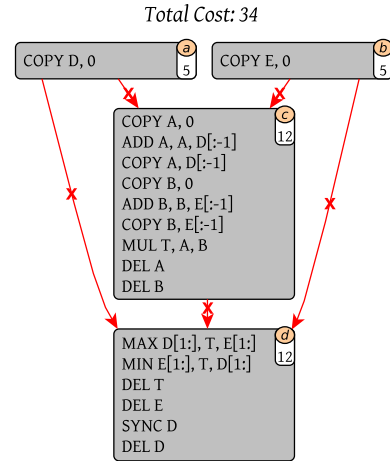 Total Cost: 34
a
COPY D, 0
5
b
COPY E, 0
5
x
x
c
COPY A, 0
12
ADD A, A, D[:-1]
COPY A, D[:-1]
COPY B, 0
ADD B, B, E[:-1]
COPY B, E[:-1]
MUL T, A, B
DEL A
DEL B
x
x
x
d
MAX D[1:], T, E[1:]
12
MIN E[1:], T, D[1:]
DEL T
DEL E
SYNC D
DEL D